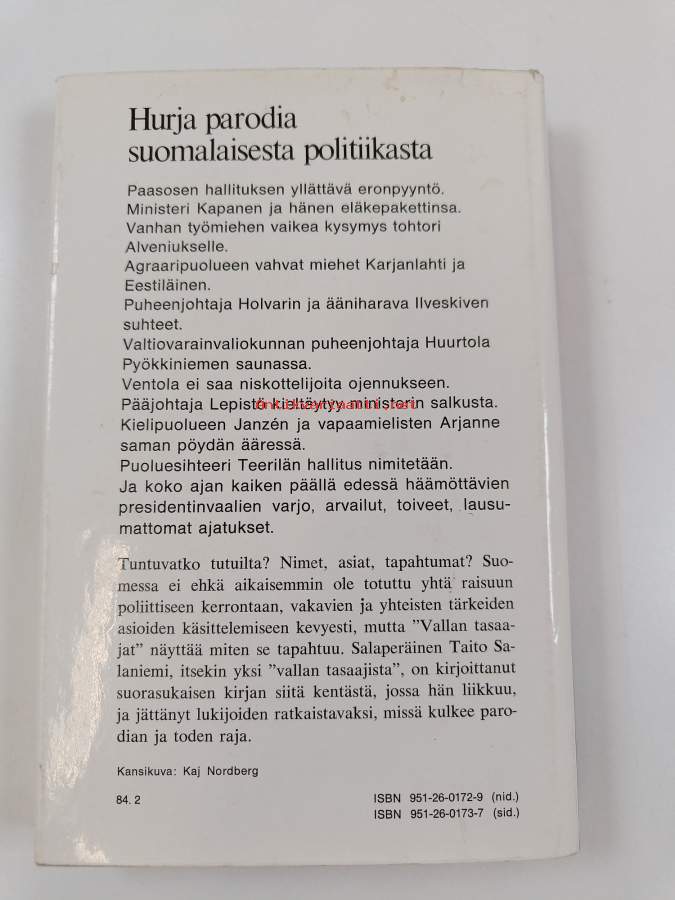 Hurja parodia
suomalaisesta politiikasta
Paasosen hallituksen yllättävä eronpyyntö.
Ministeri Kapanen ja hänen eläkepakettinsa.
Vanhan työmiehen vaikea kysymys tohtori
Alveniukselle.
Agraaripuolueen vahvat miehet Karjanlahti ja
Eestiläinen.
Puheenjohtaja Holvarin ja ääniharava Ilveskiven
suhteet.
Valtiovarainvaliokunnan puheenjohtaja Huurtola
Pyökkiniemen saunassa.
Ventola ei saa niskottelijoita ojennukseen.
Pääjohtaja Lepistö kieltäytyy ministerin salkusta.
antikvariaatti.net
Kielipuolueen Janzén ja vapaamielisten Arjanne
saman pöydän ääressä.
Puoluesihteeri Teerilän hallitus nimitetään.
Ja koko ajan kaiken päällä edessä häämöttävien
presidentinvaalien varjo, arvailut, toiveet, lausu-
mattomat ajatukset.
Tuntuvatko tutuilta? Nimet, asiat, tapahtumat? Suo-
messa ei ehkä aikaisemmin ole totuttu yhtä raisuun
poliittiseen kerrontaan, vakavien ja yhteisten tärkeiden
asioiden käsittelemiseen kevyesti, mutta ”Vallan tasaa-
jat” näyttää miten se tapahtuu. Salaperäinen Taito Sa-
laniemi, itsekin yksi ”vallan tasaajista”, on kirjoittanut
suorasukaisen kirjan siitä kentästä, jossa hän liikkuu,
ja jättänyt lukijoiden ratkaistavaksi, missä kulkee paro-
dian ja toden raja.
Kansikuva: Kaj Nordberg
84. 2
ISBN 951-26-0172-9 (nid.)
ISBN 951-26-0173-7 (sid.)